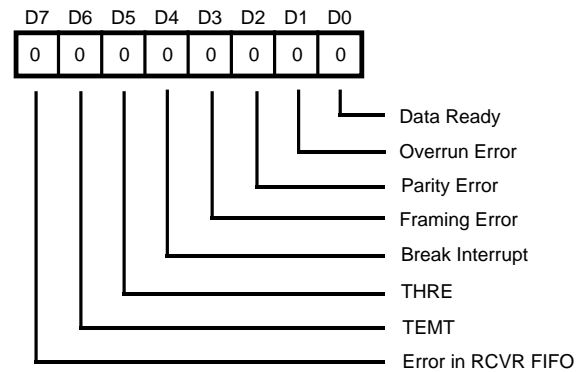 D7 D6 D5 D4 D3 D2 D1 D0
0 0 0 0 0 0 0 0
Data Ready
Overrun Error
Parity Error
Framing Error
Break Interrupt
THRE
TEMT
Error in RCVR FIFO